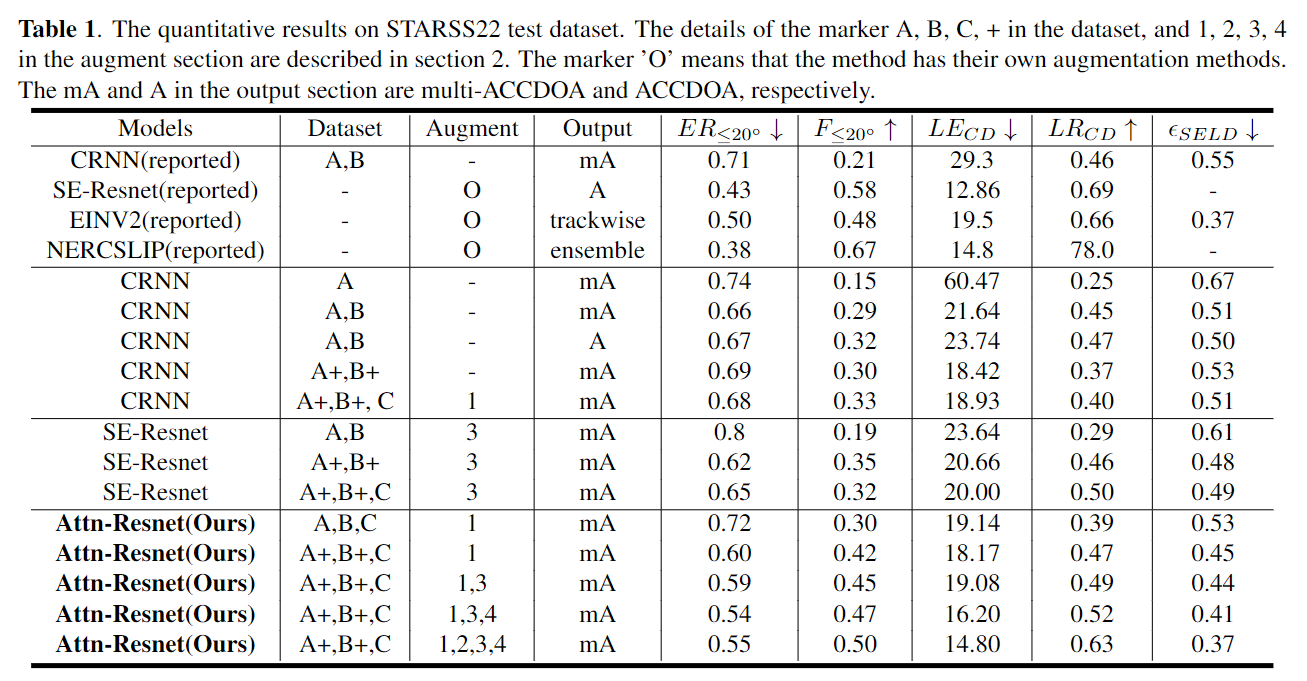 Table 1. The quantitative results on STARSS22 test dataset. The details of the marker A, B, C, + in the dataset, and 1, 2, 3, 4
in the augment section are described in section 2. The marker ’O’ means that the method has their own augmentation methods.
The mA and A in the output section are multi-ACCDOA and ACCDOA, respectively.
Models Dataset Augment Output ER≤20° ↓ F≤20° ↑ LE_CD ↓ LR_CD ↑ ϵ_SELD ↓
CRNN(reported) A,B - mA 0.71 0.21 29.3 0.46 0.55
SE-Resnet(reported) - O A 0.43 0.58 12.86 0.69 -
EINV2(reported) - O trackwise 0.50 0.48 19.5 0.66 0.37
NERCSLIP(reported) - O ensemble 0.38 0.67 14.8 78.0 -
CRNN A - mA 0.74 0.15 60.47 0.25 0.67
CRNN A,B - mA 0.66 0.29 21.64 0.45 0.51
CRNN A,B - A 0.67 0.32 23.74 0.47 0.50
CRNN A+,B+ - mA 0.69 0.30 18.42 0.37 0.53
CRNN A+,B+, C 1 mA 0.68 0.33 18.93 0.40 0.51
SE-Resnet A,B 3 mA 0.8 0.19 23.64 0.29 0.61
SE-Resnet A+,B+ 3 mA 0.62 0.35 20.66 0.46 0.48
SE-Resnet A+,B+,C 3 mA 0.65 0.32 20.00 0.50 0.49
Attn-Resnet(Ours) A,B,C 1 mA 0.72 0.30 19.14 0.39 0.53
Attn-Resnet(Ours) A+,B+,C 1 mA 0.60 0.42 18.17 0.47 0.45
Attn-Resnet(Ours) A+,B+,C 1,3 mA 0.59 0.45 19.08 0.49 0.44
Attn-Resnet(Ours) A+,B+,C 1,3,4 mA 0.54 0.47 16.20 0.52 0.41
Attn-Resnet(Ours) A+,B+,C 1,2,3,4 mA 0.55 0.50 14.80 0.63 0.37